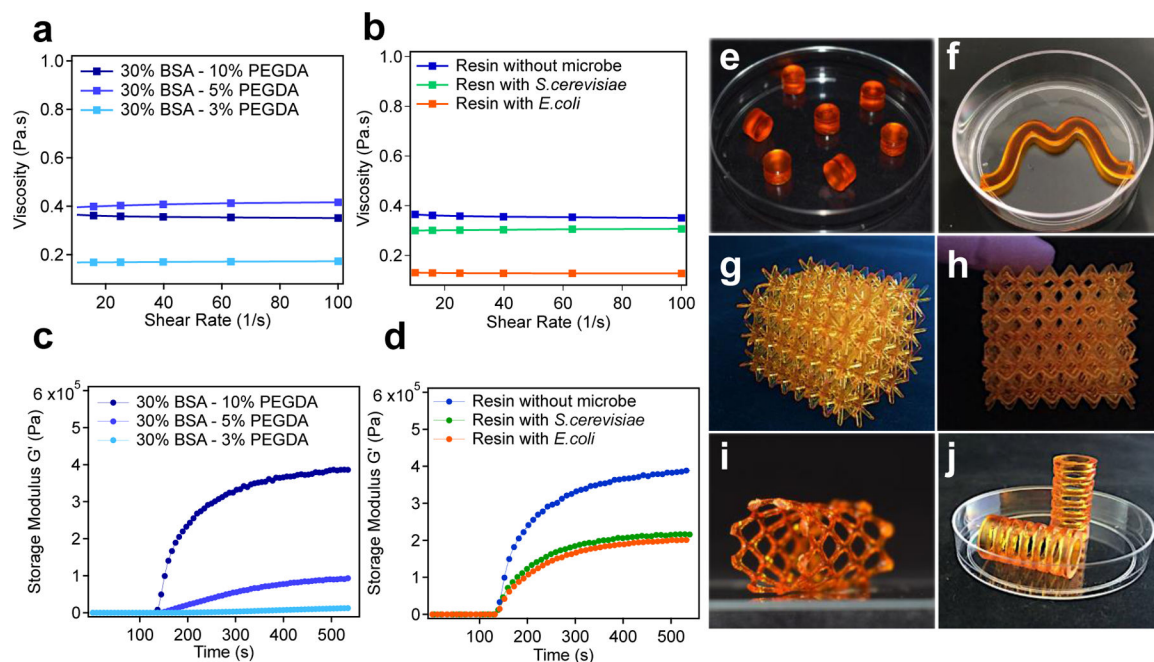 a
1.0
0.8
0.6
0.4
0.2
Viscosity (Pa.s)
30% BSA - 10% PEGDA
30% BSA - 5% PEGDA
30% BSA - 3% PEGDA
20
40
60
80
100
Shear Rate (1/s)
b
1.0
0.8
0.6
0.4
0.2
Viscosity (Pa.s)
Resin without microbe
Resn with S.cerevisiae
Resin with E.coli
20
40
60
80
100
Shear Rate (1/s)
c
6 x10⁵
5
4
3
2
1
0
Storage Modulus G' (Pa)
30% BSA - 10% PEGDA
30% BSA - 5% PEGDA
30% BSA - 3% PEGDA
100
200
300
400
500
Time (s)
d
6 x10⁵
5
4
3
2
1
0
Storage Modulus G' (Pa)
Resin without microbe
Resin with S.cerevisiae
Resin with E.coli
100
200
300
400
500
Time (s)
e
f
g
h
i
j